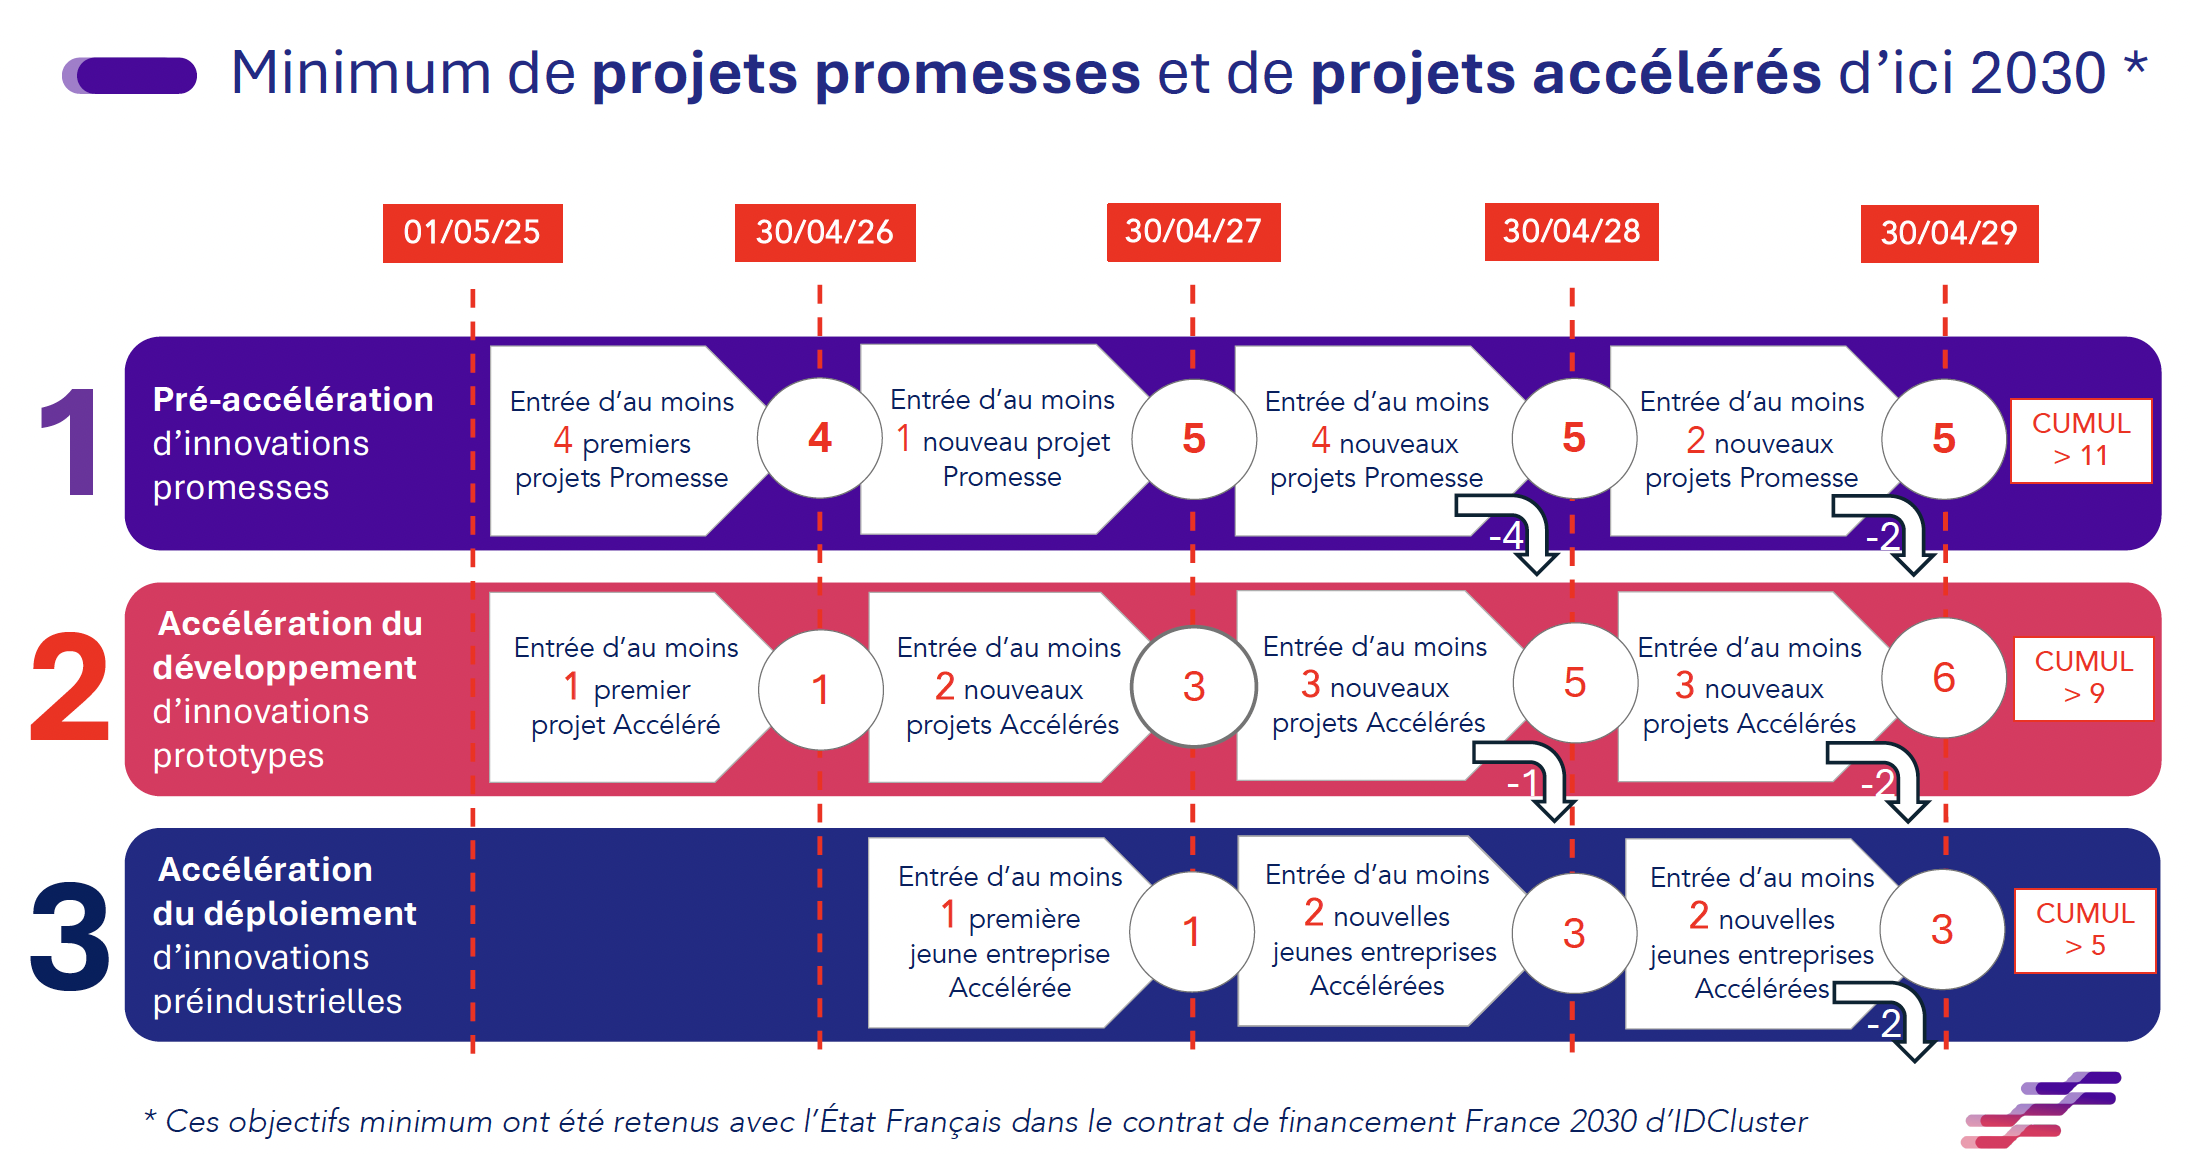 Minimum de projets promesses et de projets accélérés d’ici 2030 *
01/05/25
30/04/26
30/04/27
30/04/28
30/04/29
1
Pré-accélération
d’innovations
promesses
Entrée d’au moins
4 premiers
projets Promesse
4
Entrée d’au moins
1 nouveau projet
Promesse
5
Entrée d’au moins
4 nouveaux
projets Promesse
-4
5
Entrée d’au moins
2 nouveaux
projets Promesse
-2
5
CUMUL
> 11
2
Accélération du
développement
d’innovations
prototypes
Entrée d’au moins
1 premier
projet Accéléré
1
Entrée d’au moins
2 nouveaux
projets Accélérés
3
Entrée d’au moins
3 nouveaux
projets Accélérés
-1
5
Entrée d’au moins
3 nouveaux
projets Accélérés
-2
6
CUMUL
> 9
3
Accélération
du déploiement
d’innovations
préindustrielles
Entrée d’au moins
1 première
jeune entreprise
Accélérée
1
Entrée d’au moins
2 nouvelles
jeunes entreprises
Accélérées
3
Entrée d’au moins
2 nouvelles
jeunes entreprises
Accélérées
-2
3
CUMUL
> 5
* Ces objectifs minimum ont été retenus avec l’État Français dans le contrat de financement France 2030 d’IDCluster